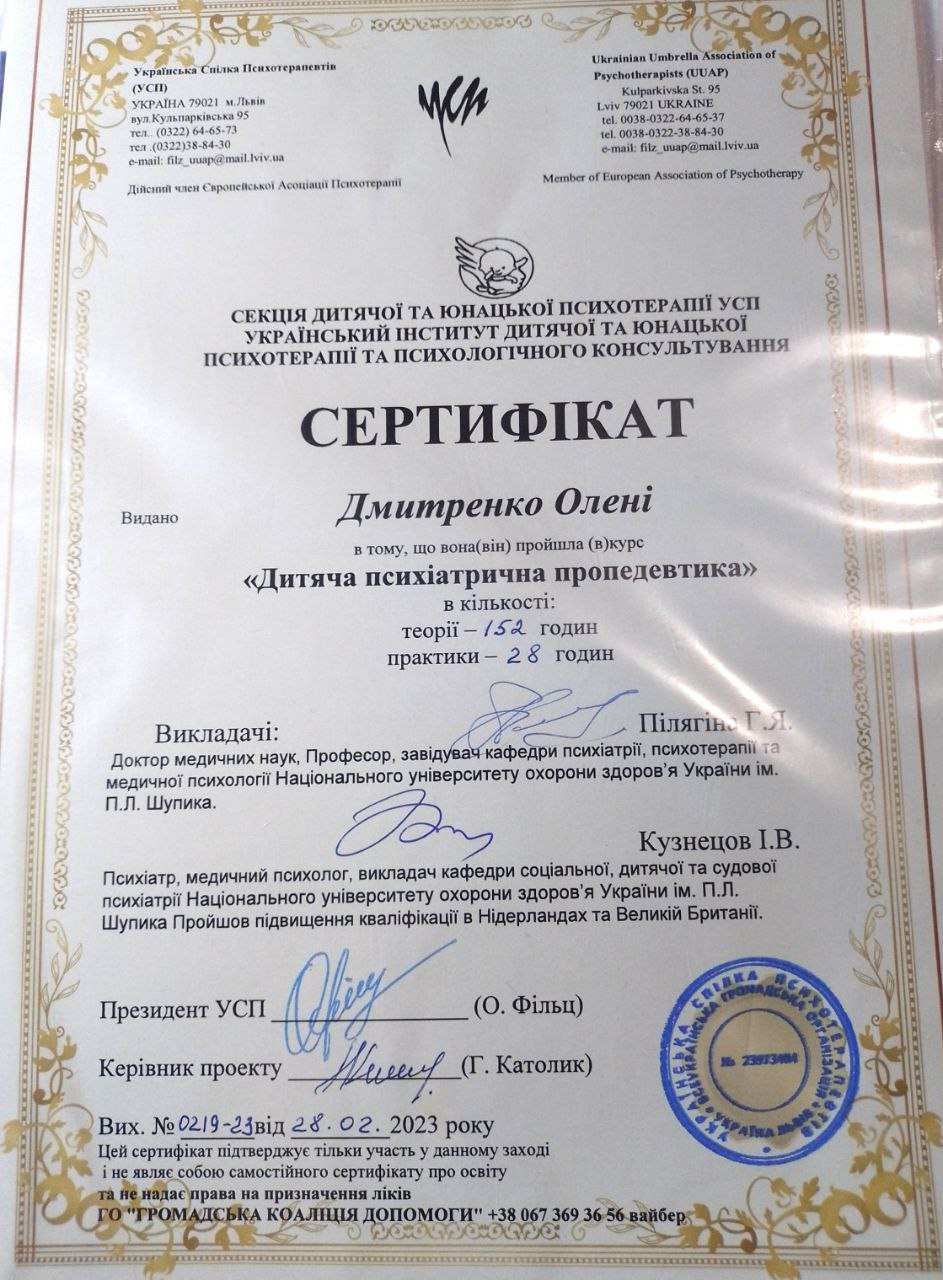 Українська Спілка Психотерапевтів
(УСП)
УКРАЇНА 79021 м.Львів
вул.Кульпарківська 95
тел.. (0322) 64-65-73
тел .(0322)38-84-30
e-mail: filz_uuap@mail.lviv.ua
Дійсний член Європейської Асоціації Психотерапії
усп
Ukrainian Umbrella Association of
Psychotherapists (UUAP)
Kulparkivska St. 95
Lviv 79021 UKRAINE
tel. 0038-0322-64-65-37
tel. 0038-0322-38-84-30
e-mail: filz_uuap@mail.lviv.ua
Member of European Association of Psychotherapy
СЕКЦІЯ ДИТЯЧОЇ ТА ЮНАЦЬКОЇ ПСИХОТЕРАПІЇ УСП
УКРАЇНСЬКИЙ ІНСТИТУТ ДИТЯЧОЇ ТА ЮНАЦЬКОЇ
ПСИХОТЕРАПІЇ ТА ПСИХОЛОГІЧНОГО КОНСУЛЬТУВАННЯ
СЕРТИФІКАТ
Видано Дмитренко Олені
в тому, що вона(він) пройшла (в)курс
«Дитяча психіатрична пропедевтика»
в кількості:
теорії – 152 годин
практики – 28 годин
Викладачі: Пілягіна Г.Я.
Доктор медичних наук, Професор, завідувач кафедри психіатрії, психотерапії та
медичної психології Національного університету охорони здоров’я України ім.
П.Л. Шупика.
Кузнецов І.В.
Психіатр, медичний психолог, викладач кафедри соціальної, дитячої та судової
психіатрії Національного університету охорони здоров’я України ім. П.Л.
Шупика Пройшов підвищення кваліфікації в Нідерландах та Великій Британії.
Президент УСП (О. Фільц)
Керівник проекту (Г. Католик)
Вих. №0219-23від 28.02.2023 року
Цей сертифікат підтверджує тільки участь у данному заході
і не являє собою самостійного сертифікату про освіту
та не надає права на призначення ліків
ГО "ГРОМАДСЬКА КОАЛІЦІЯ ДОПОМОГИ" +38 067 369 36 56 вайбер
УКРАЇНСЬКА СПІЛКА ПСИХОТЕРАПЕВТІВ
ВСЕУКРАЇНСЬКА ГРОМАДСЬКА ОРГАНІЗАЦІЯ
УКРАЇНА